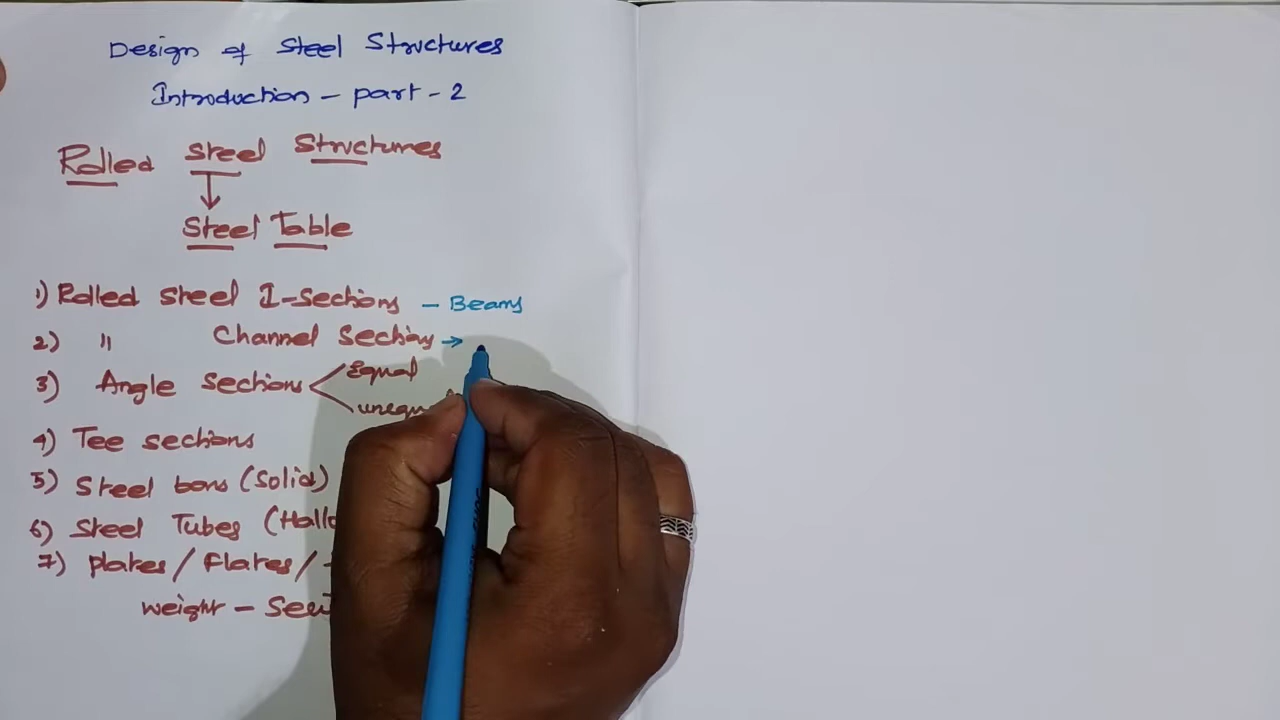 Design of Steel Structures
Introduction - part - 2
Rolled Steel Structures
↓
Steel Table
1) Rolled Steel I-Sections - Beams
2) " Channel Sections →
3) Angle Sections < Equal
4) Tee sections
5) Steel bars (Solid)
6) Steel Tubes
7) plates / Flates /
weight -